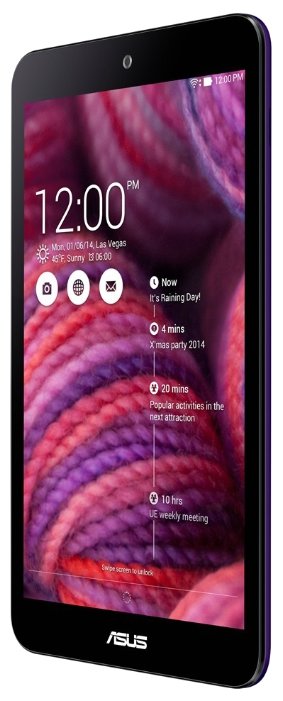 12:00 PM
12:00 PM
Mon, 01/06/14, Las Vegas
45°F, Sunny 06:00
Now
It's Raining Day!
4 mins
X'mas party 2014
20 mins
Popular activities in the
next attraction
10 hrs
UE weekly meeting
Swipe screen to unlock
ASUS